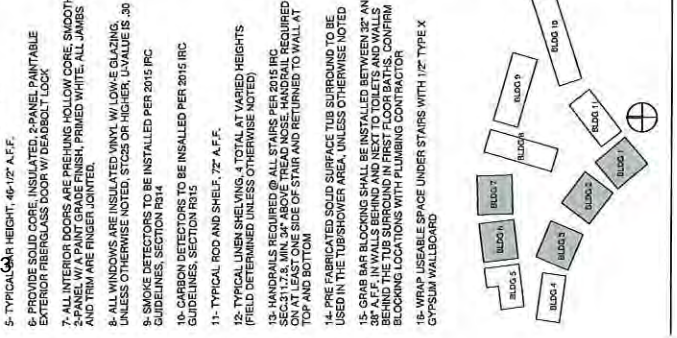 5- TYPICAL AR HEIGHT, 46-1/2" A.F.F.
6- PROVIDE SOLID CORE, INSULATED, 2-PANEL, PAINTABLE
EXTERIOR FIBERGLASS DOOR W/ DEADBOLT LOCK
7- ALL INTERIOR DOORS ARE PREHUNG HOLLOW CORE, SMOOTH
2-PANEL W/ A PAINT GRADE FINISH, PRIMED WHITE. ALL JAMBS
AND TRIM ARE FINGER JOINTED,
8- ALL WINDOWS ARE INSULATED VINYL W/ LOW-E GLAZING,
UNLESS OTHERWISE NOTED, STC25 OR HIGHER, U-VALUE IS .30
9- SMOKE DETECTORS TO BE INSTALLED PER 2015 IRC
GUIDELINES, SECTION R314
10- CARBON DETECTORS TO BE INSALLED PER 2015 IRC
GUIDELINES, SECTION R315
11- TYPICAL ROD AND SHELF, 72" A.F.F.
12- TYPICAL LINEN SHELVING, 4 TOTAL AT VARIED HEIGHTS
(FIELD DETERMINED UNLESS OTHERWISE NOTED)
13- HANDRAILS REQUIRED @ ALL STAIRS PER 2015 IRC
SEC.311.7.8, MIN. 34" ABOVE TREAD NOSE, HANDRAIL REQUIRED
ON AT LEAST ONE SIDE OF STAIR AND RETURNED TO WALL AT
TOP AND BOTTOM
14- PRE FABRICATED SOLID SURFACE TUB SURROUND TO BE
USED IN THE TUB/SHOWER AREA, UNLESS OTHERWISE NOTED
15- GRAB BAR BLOCKING SHALL BE INSTALLED BETWEEN 32" AN
38" A.F.F. IN WALLS BEHIND AND NEXT TO TOILETS AND WALLS
BEHIND THE TUB SURROUND IN FIRST FLOOR BATHS, CONFIRM
BLOCKING LOCATIONS WITH PLUMBING CONTRACTOR
16- WRAP USEABLE SPACE UNDER STAIRS WITH 1/2" TYPE X
GYPSUM WALLBOARD
BLDG 10
BLDG 9
BLDG 11
BLDG 8
BLDG 1
BLDG 7
BLDG 2
BLDG 6
BLDG 3
BLDG 5
BLDG 4